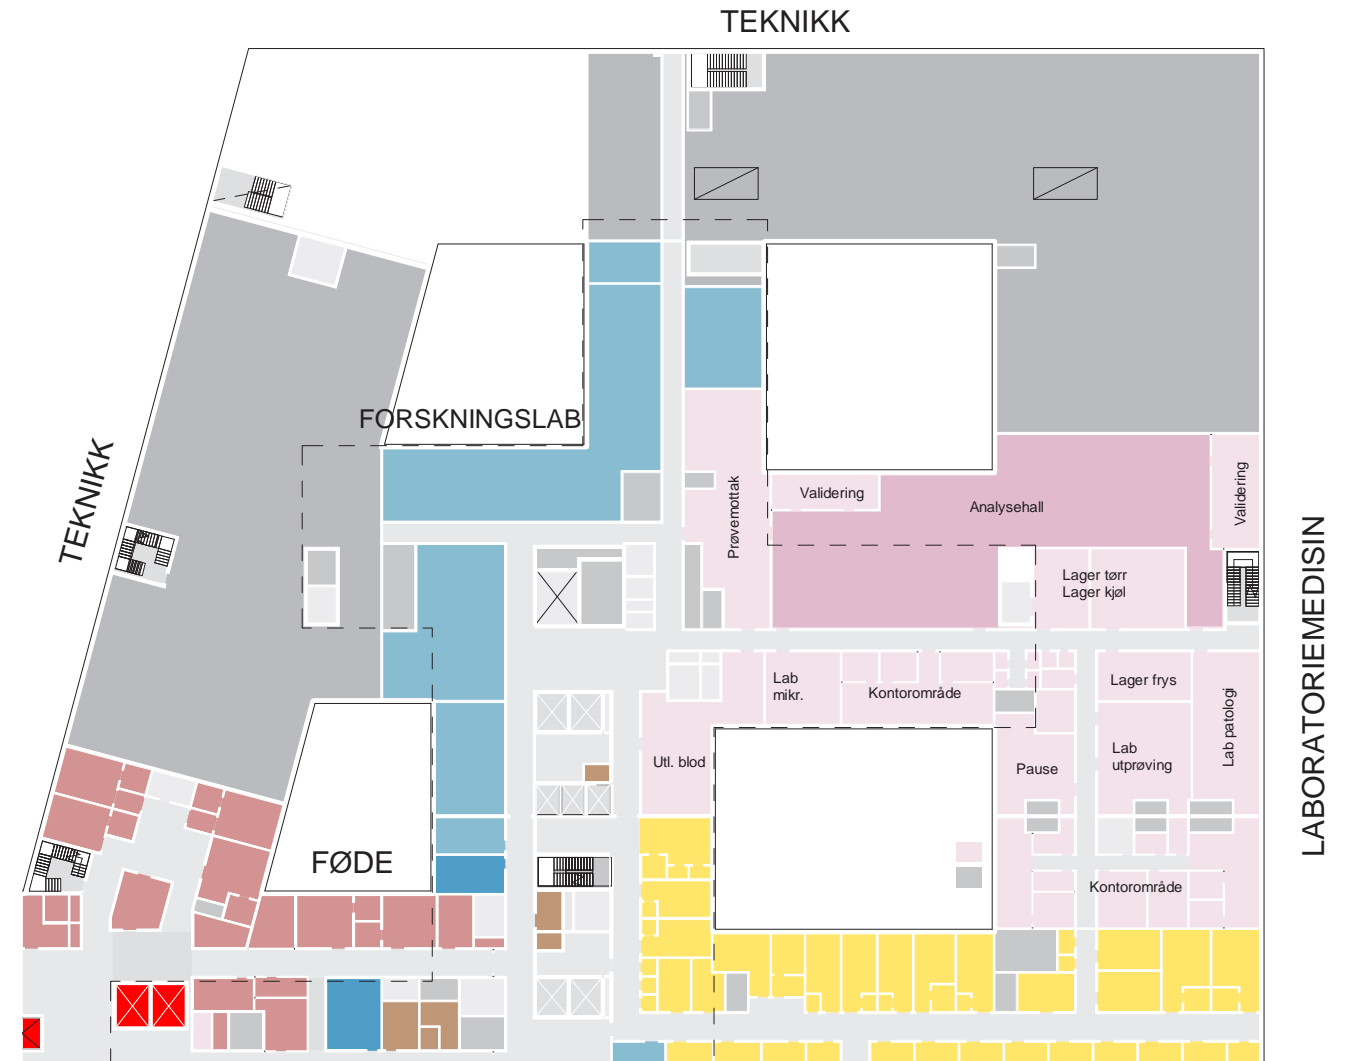 TEKNIKK
FORSKNINGSLAB
TEKNIKK
Prøvemottak
Validering
Analysehall
Validering
Lager tørr
Lager kjøl
LABORATORIEMEDISIN
Lab
mikr.
Kontorområde
Lager frys
Lab patologi
Utl. blod
Pause
Lab
utprøving
FØDE
Kontorområde